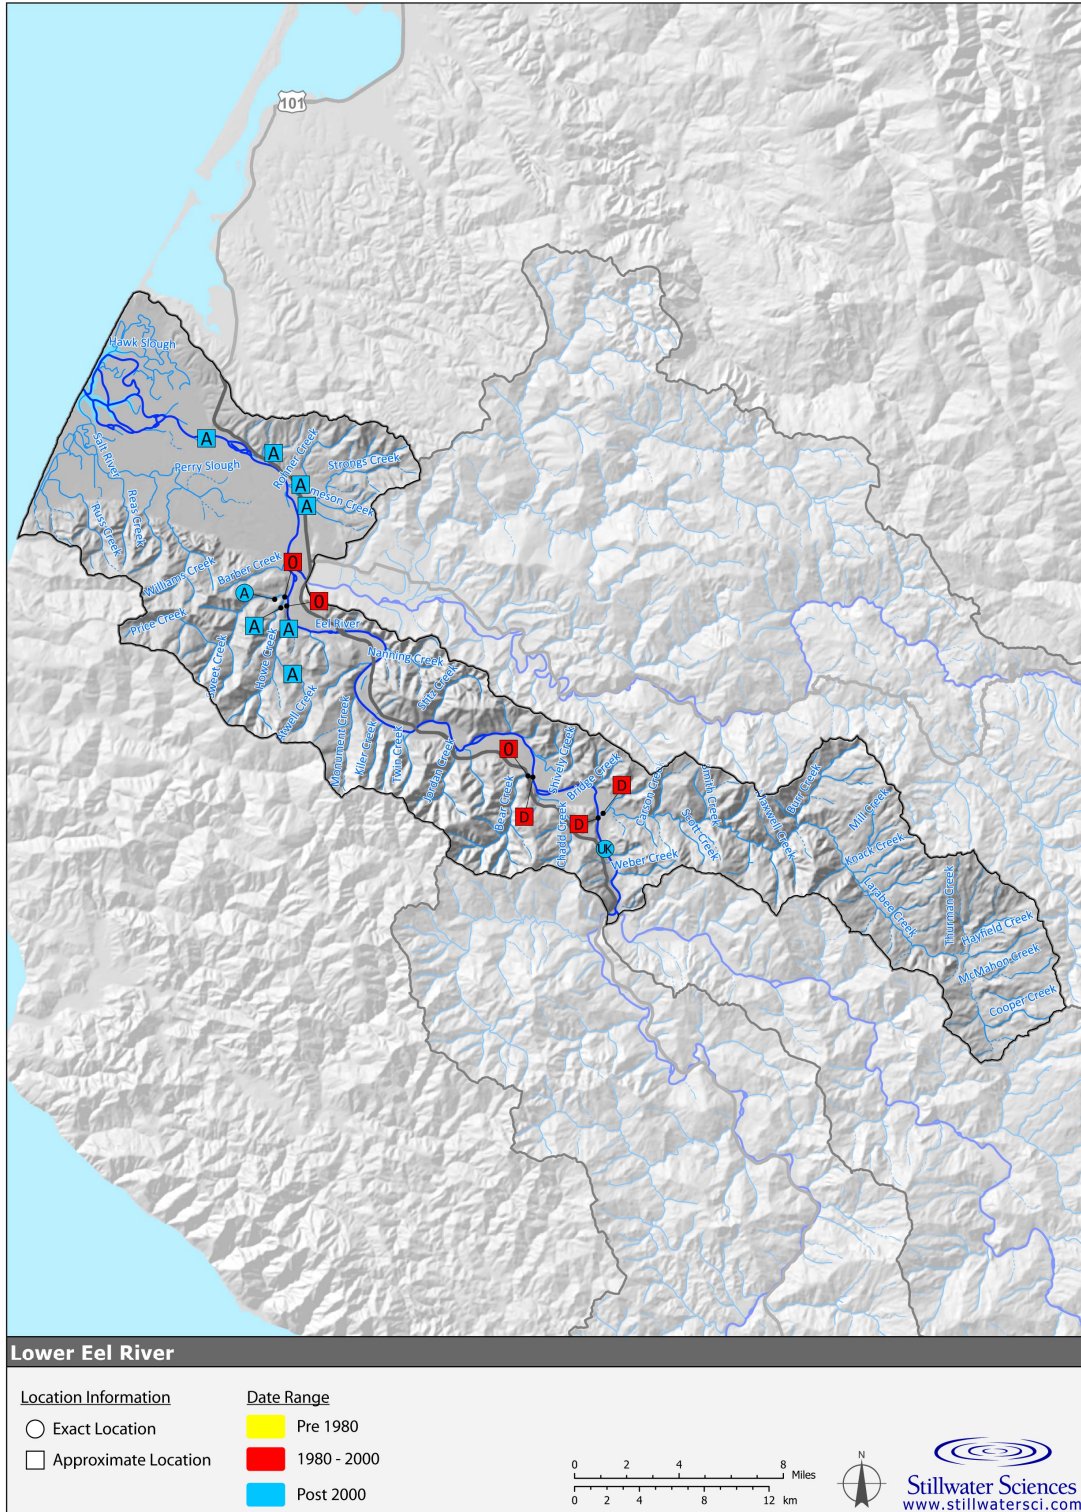 101
Hawk Slough
A
A
Rohner Creek
Strongs Creek
Salt River
Perry Slough
A
meson Creek
A
Reas Creek
Russ Creek
0
Barber Creek
Williams Creek
A
0
Price Creek
A
A
Eel River
Sweet Creek
Howe Creek
Nanning Creek
A
Stitz Creek
Atwell Creek
Monument Creek
Kiler Creek
Twin Creek
Jordan Creek
0
Shively Creek
Bridge Creek
D
Bear Creek
D
D
Chadd Creek
Carson Creek
Smith Creek
Scott Creek
Maxwell Creek
Burr Creek
Mill Creek
UK
Weber Creek
Knack Creek
Larabee Creek
Thurman Creek
Hayfield Creek
McMahon Creek
Cooper Creek
Lower Eel River
Location Information
Exact Location
Approximate Location
Date Range
Pre 1980
1980 - 2000
Post 2000
0 2 4 8 Miles
0 2 4 8 12 km
N
Stillwater Sciences
www.stillwatersci.com